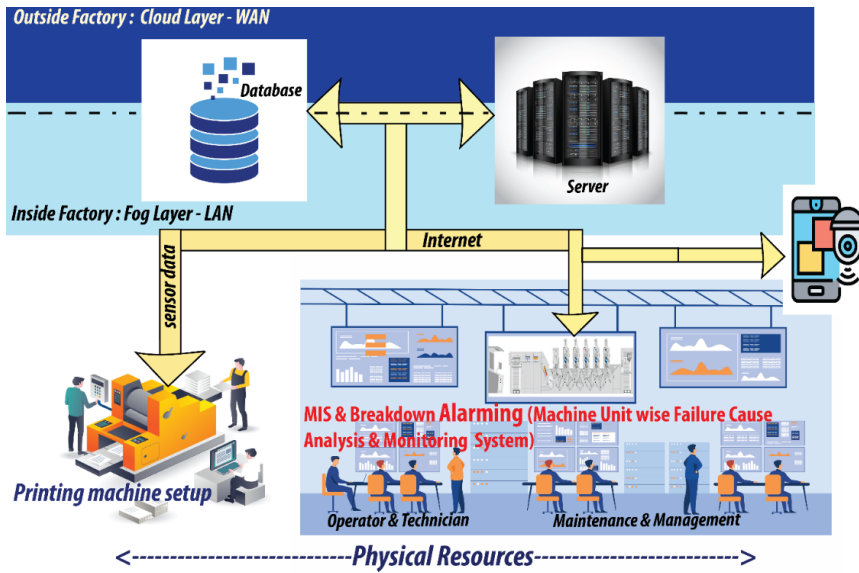 Outside Factory : Cloud Layer - WAN
Database
Server
Inside Factory : Fog Layer - LAN
Internet
sensor data
MIS & Breakdown Alarming (Machine Unit wise Failure Cause
Analysis & Monitoring System)
Printing machine setup
Operator & Technician
Maintenance & Management
<----------------Physical Resources---------------->